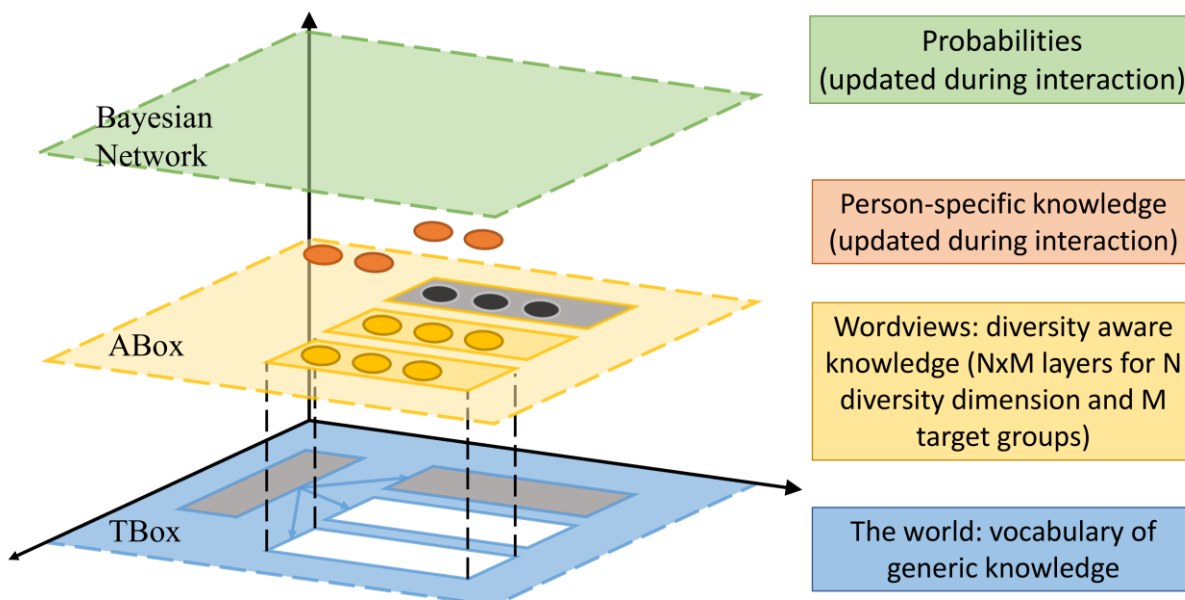 Bayesian
Network
ABox
TBox
Probabilities
(updated during interaction)
Person-specific knowledge
(updated during interaction)
Wordviews: diversity aware
knowledge (NxM layers for N
diversity dimension and M
target groups)
The world: vocabulary of
generic knowledge